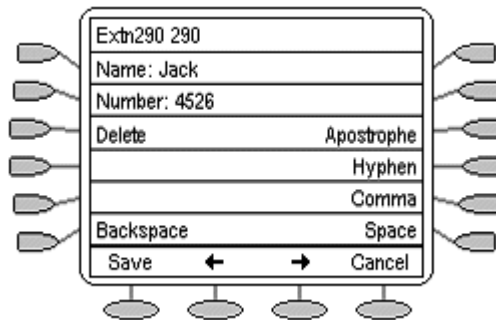 Extn290 290
Name: Jack
Number: 4526
Delete Apostrophe
Hyphen
Comma
Backspace Space
Save ← → Cancel